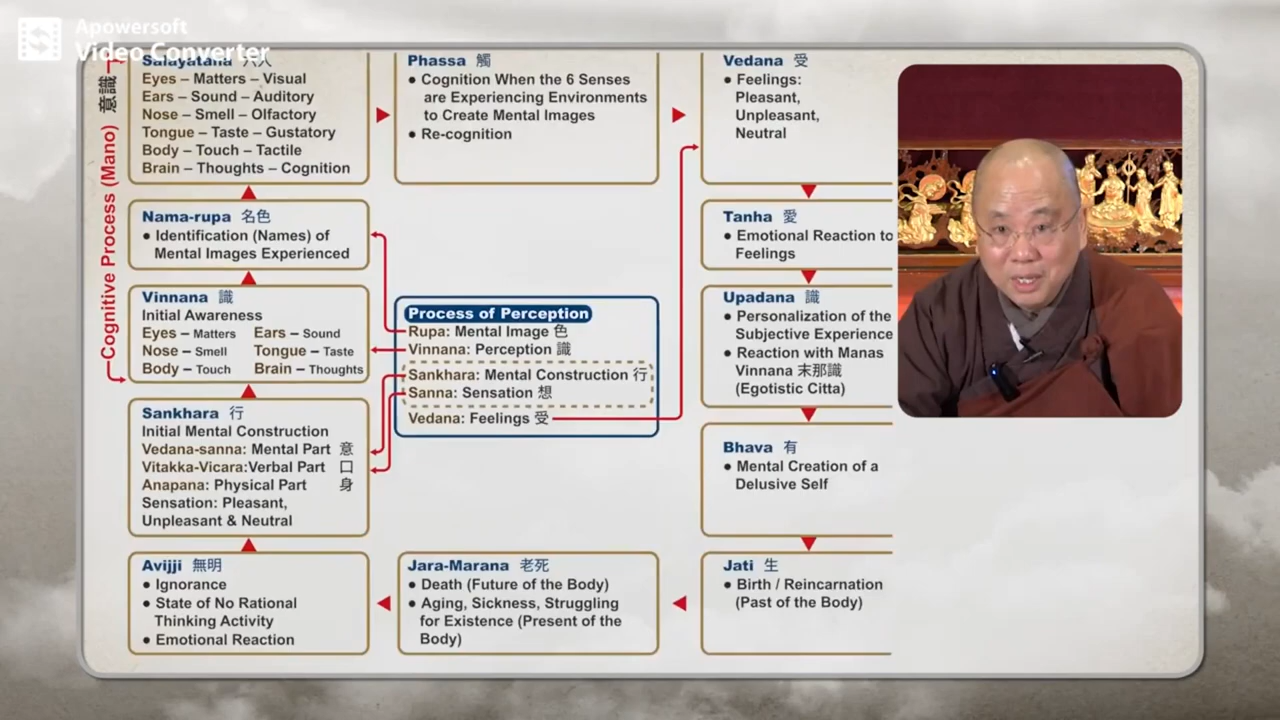 Apowersoft
Video Converter
Cognitive Process (Mano) 意識
Salayatana 六入
Eyes – Matters – Visual
Ears – Sound – Auditory
Nose – Smell – Olfactory
Tongue – Taste – Gustatory
Body – Touch – Tactile
Brain – Thoughts – Cognition
Phassa 觸
● Cognition When the 6 Senses
are Experiencing Environments
to Create Mental Images
● Re-cognition
Vedana 受
● Feelings:
Pleasant,
Unpleasant,
Neutral
Nama-rupa 名色
● Identification (Names) of
Mental Images Experienced
Tanha 愛
● Emotional Reaction to
Feelings
Vinnana 識
Initial Awareness
Eyes – Matters Ears – Sound
Nose – Smell Tongue – Taste
Body – Touch Brain – Thoughts
Process of Perception
Rupa: Mental Image 色
Vinnana: Perception 識
Sankhara: Mental Construction 行
Sanna: Sensation 想
Vedana: Feelings 受
Upadana 識
● Personalization of the
Subjective Experience
● Reaction with Manas
Vinnana 末那識
(Egotistic Citta)
Sankhara 行
Initial Mental Construction
Vedana-sanna: Mental Part 意
Vitakka-Vicara:Verbal Part 口
Anapana: Physical Part 身
Sensation: Pleasant,
Unpleasant & Neutral
Bhava 有
● Mental Creation of a
Delusive Self
Avijji 無明
● Ignorance
● State of No Rational
Thinking Activity
● Emotional Reaction
Jara-Marana 老死
● Death (Future of the Body)
● Aging, Sickness, Struggling
for Existence (Present of the
Body)
Jati 生
● Birth / Reincarnation
(Past of the Body)